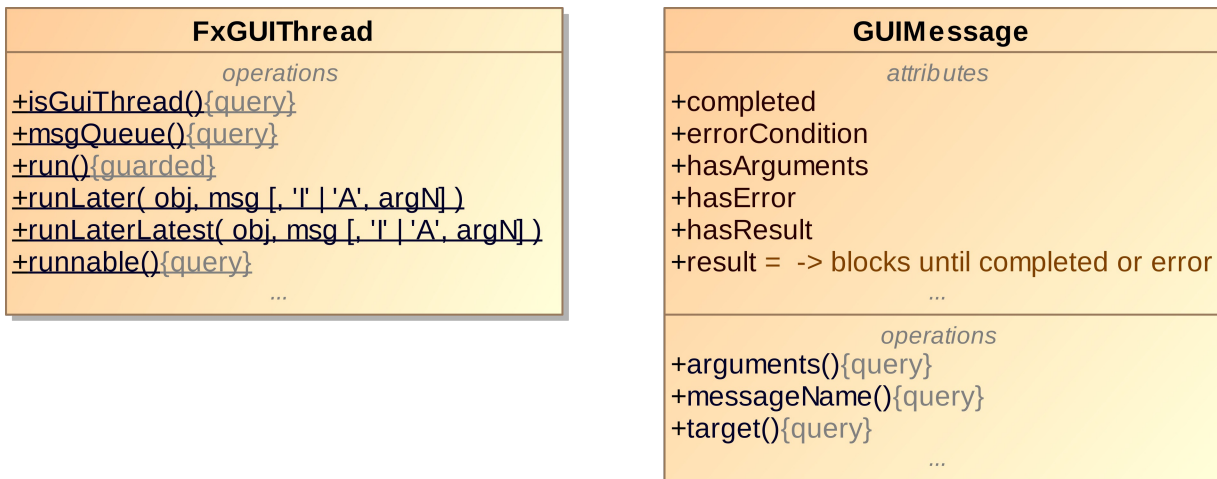 FxGUIThread
operations
+isGuiThread(){query}
+msgQueue(){query}
+run(){guarded}
+runLater( obj, msg [, 'I' | 'A', argN] )
+runLaterLatest( obj, msg [, 'I' | 'A', argN] )
+runnable(){query}
...
GUIMessage
attributes
+completed
+errorCondition
+hasArguments
+hasError
+hasResult
+result =  -> blocks until completed or error
...
operations
+arguments(){query}
+messageName(){query}
+target(){query}
...